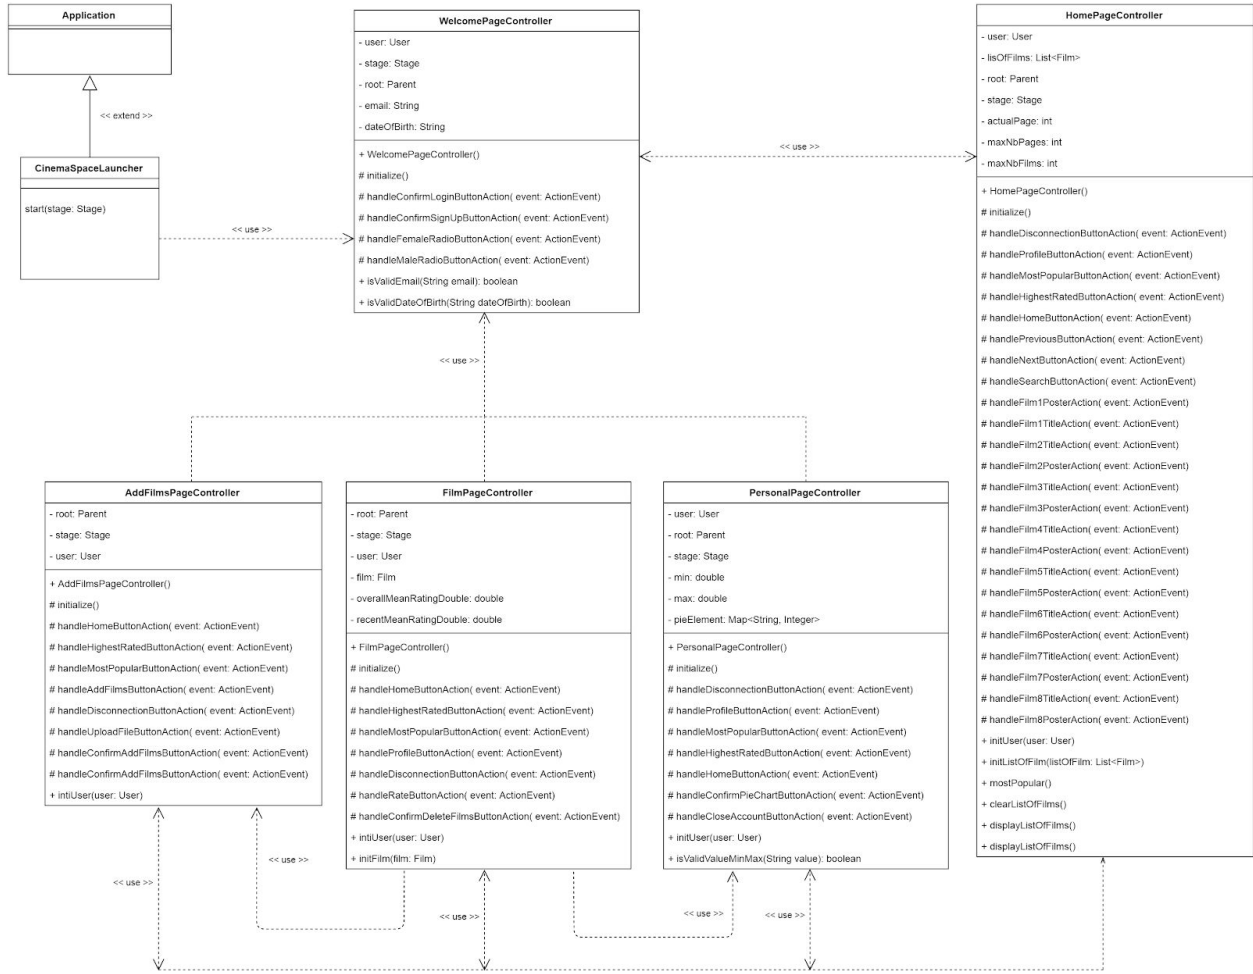 Application
<< extend >>
CinemaSpaceLauncher
start(stage: Stage)
<< use >>
WelcomePageController
- user: User
- stage: Stage
- root: Parent
- email: String
- dateOfBirth: String
+ WelcomePageController()
# initialize()
# handleConfirmLoginButtonAction( event: ActionEvent)
# handleConfirmSignUpButtonAction( event: ActionEvent)
# handleFemaleRadioButtonAction( event: ActionEvent)
# handleMaleRadioButtonAction( event: ActionEvent)
+ isValidEmail(String email): boolean
+ isValidDateOfBirth(String dateOfBirth): boolean
<< use >>
HomePageController
- user: User
- lisOfFilms: List<Film>
- root: Parent
- stage: Stage
- actualPage: int
- maxNbPages: int
- maxNbFilms: int
+ HomePageController()
# initialize()
# handleDisconnectionButtonAction( event: ActionEvent)
# handleProfileButtonAction( event: ActionEvent)
# handleMostPopularButtonAction( event: ActionEvent)
# handleHighestRatedButtonAction( event: ActionEvent)
# handleHomeButtonAction( event: ActionEvent)
# handlePreviousButtonAction( event: ActionEvent)
# handleNextButtonAction( event: ActionEvent)
# handleSearchButtonAction( event: ActionEvent)
# handleFilm1PosterAction( event: ActionEvent)
# handleFilm1TitleAction( event: ActionEvent)
# handleFilm2TitleAction( event: ActionEvent)
# handleFilm2PosterAction( event: ActionEvent)
# handleFilm3TitleAction( event: ActionEvent)
# handleFilm3PosterAction( event: ActionEvent)
# handleFilm4TitleAction( event: ActionEvent)
# handleFilm4PosterAction( event: ActionEvent)
# handleFilm5TitleAction( event: ActionEvent)
# handleFilm5PosterAction( event: ActionEvent)
# handleFilm6TitleAction( event: ActionEvent)
# handleFilm6PosterAction( event: ActionEvent)
# handleFilm7TitleAction( event: ActionEvent)
# handleFilm7PosterAction( event: ActionEvent)
# handleFilm8TitleAction( event: ActionEvent)
# handleFilm8PosterAction( event: ActionEvent)
+ initUser(user: User)
+ initListOfFilm(listOfFilm: List<Film>)
+ mostPopular()
+ clearListOfFilms()
+ displayListOfFilms()
+ displayListOfFilms()
<< use >>
AddFilmsPageController
- root: Parent
- stage: Stage
- user: User
+ AddFilmsPageController()
# initialize()
# handleHomeButtonAction( event: ActionEvent)
# handleHighestRatedButtonAction( event: ActionEvent)
# handleMostPopularButtonAction( event: ActionEvent)
# handleAddFilmsButtonAction( event: ActionEvent)
# handleDisconnectionButtonAction( event: ActionEvent)
# handleUploadFileButtonAction( event: ActionEvent)
# handleConfirmAddFilmsButtonAction( event: ActionEvent)
# handleConfirmAddFilmsButtonAction( event: ActionEvent)
+ intiUser(user: User)
FilmPageController
- root: Parent
- stage: Stage
- user: User
- film: Film
- overallMeanRatingDouble: double
- recentMeanRatingDouble: double
+ FilmPageController()
# initialize()
# handleHomeButtonAction( event: ActionEvent)
# handleHighestRatedButtonAction( event: ActionEvent)
# handleMostPopularButtonAction( event: ActionEvent)
# handleProfileButtonAction( event: ActionEvent)
# handleDisconnectionButtonAction( event: ActionEvent)
# handleRateButtonAction( event: ActionEvent)
# handleConfirmDeleteFilmsButtonAction( event: ActionEvent)
+ intiUser(user: User)
+ initFilm(film: Film)
PersonalPageController
- user: User
- root: Parent
- stage: Stage
- min: double
- max: double
- pieElement: Map<String, Integer>
+ PersonalPageController()
# initialize()
# handleDisconnectionButtonAction( event: ActionEvent)
# handleProfileButtonAction( event: ActionEvent)
# handleMostPopularButtonAction( event: ActionEvent)
# handleHighestRatedButtonAction( event: ActionEvent)
# handleHomeButtonAction( event: ActionEvent)
# handleConfirmPieChartButtonAction( event: ActionEvent)
# handleCloseAccountButtonAction( event: ActionEvent)
+ initUser(user: User)
+ isValidValueMinMax(String value): boolean
<< use >>
<< use >>
<< use >>
<< use >>
<< use >>